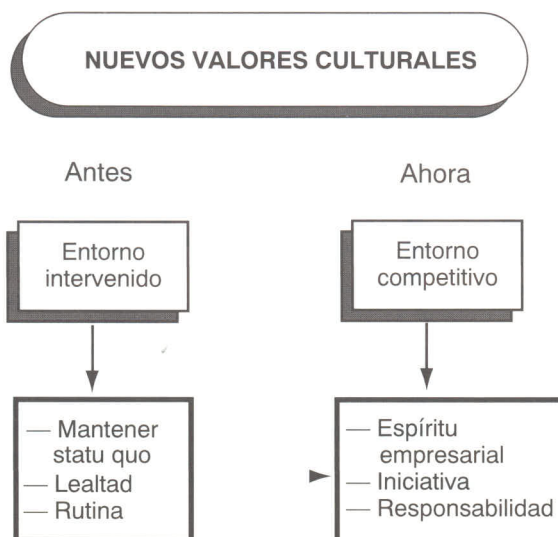 NUEVOS VALORES CULTURALES
Antes
Entorno
intervenido
— Mantener
statu quo
— Lealtad
— Rutina
Ahora
Entorno
competitivo
— Espíritu
empresarial
— Iniciativa
— Responsabilidad